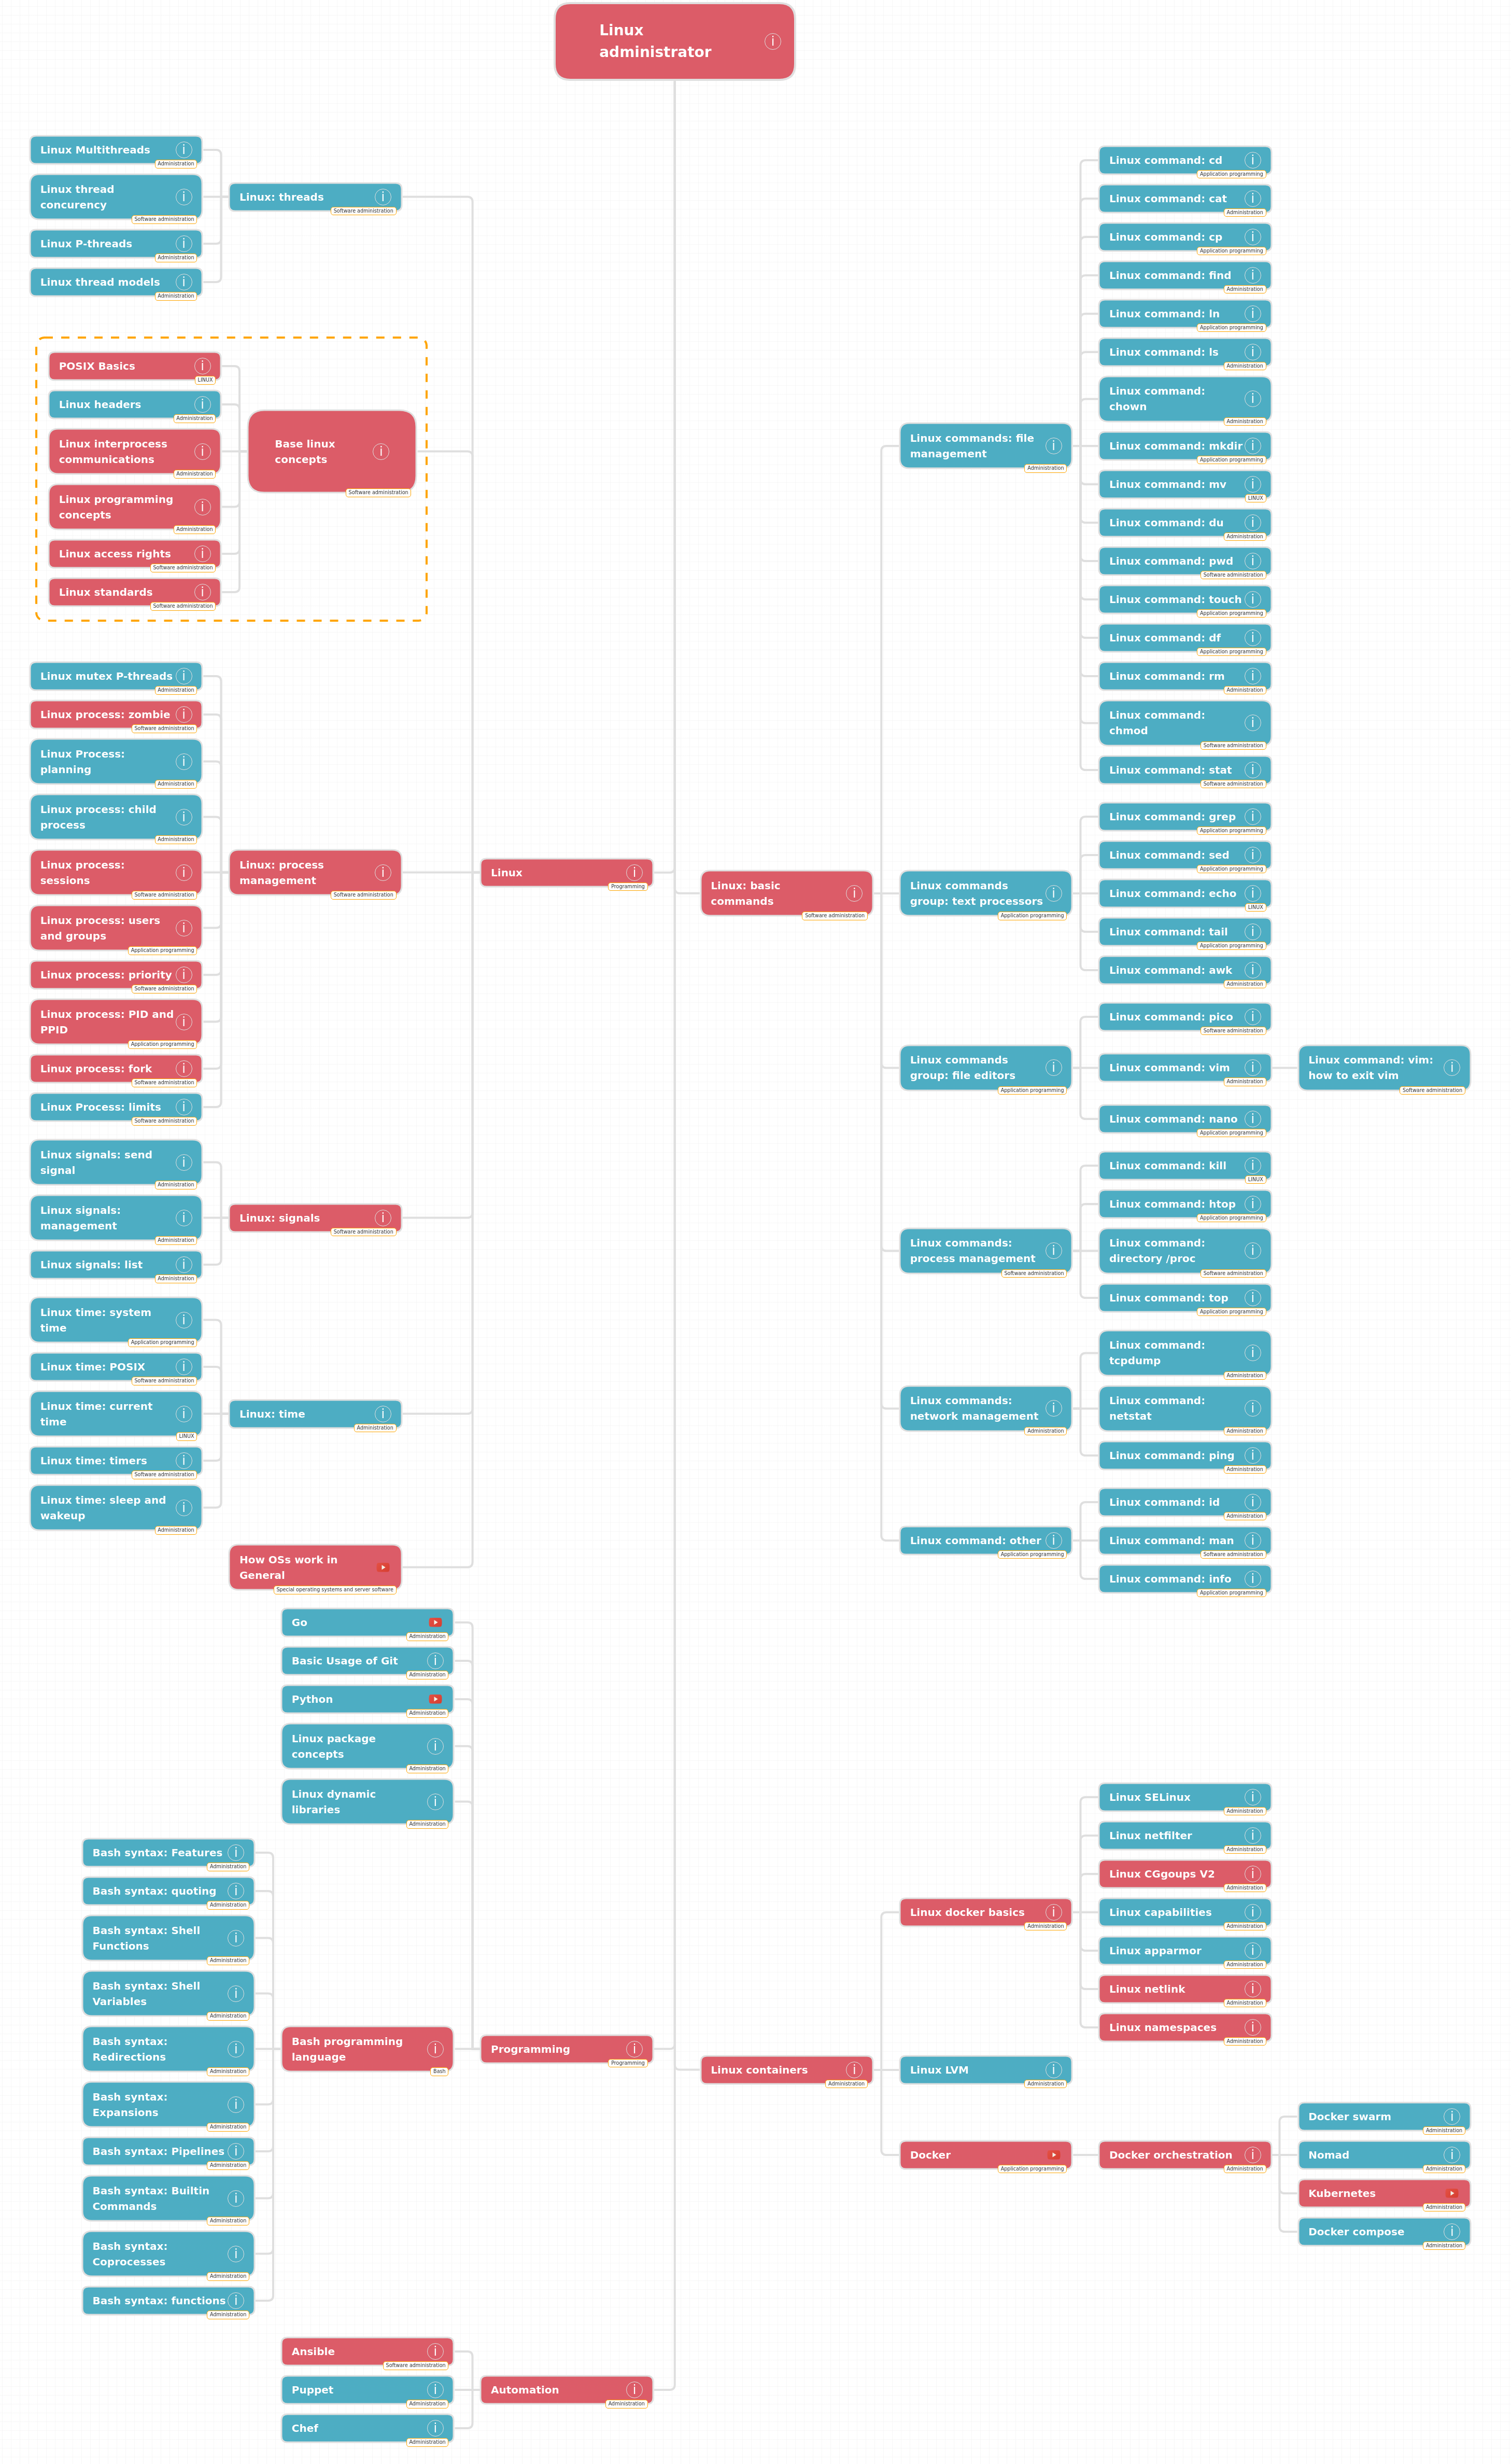 Linux
administrator
Linux Multithreads
Administration
Linux thread
concurency
Software administration
Linux P-threads
Administration
Linux thread models
Administration
Linux: threads
Software administration
POSIX Basics
LINUX
Linux headers
Administration
Linux interprocess
communications
Administration
Linux programming
concepts
Administration
Linux access rights
Software administration
Linux standards
Software administration
Base linux
concepts
Software administration
Linux mutex P-threads
Administration
Linux process: zombie
Software administration
Linux Process:
planning
Administration
Linux process: child
process
Administration
Linux process:
sessions
Software administration
Linux process: users
and groups
Application programming
Linux process: priority
Software administration
Linux process: PID and
PPID
Application programming
Linux process: fork
Software administration
Linux Process: limits
Software administration
Linux: process
management
Software administration
Linux
Programming
Linux signals: send
signal
Administration
Linux signals:
management
Administration
Linux signals: list
Administration
Linux: signals
Software administration
Linux time: system
time
Application programming
Linux time: POSIX
Software administration
Linux time: current
time
LINUX
Linux time: timers
Software administration
Linux time: sleep and
wakeup
Administration
Linux: time
Administration
How OSs work in
General
Special operating systems and server software
Linux: basic
commands
Software administration
Linux commands: file
management
Administration
Linux command: cd
Application programming
Linux command: cat
Administration
Linux command: cp
Application programming
Linux command: find
Administration
Linux command: ln
Application programming
Linux command: ls
Administration
Linux command:
chown
Administration
Linux command: mkdir
Application programming
Linux command: mv
LINUX
Linux command: du
Administration
Linux command: pwd
Software administration
Linux command: touch
Application programming
Linux command: df
Application programming
Linux command: rm
Administration
Linux command:
chmod
Software administration
Linux command: stat
Software administration
Linux commands
group: text processors
Application programming
Linux command: grep
Application programming
Linux command: sed
Application programming
Linux command: echo
LINUX
Linux command: tail
Application programming
Linux command: awk
Administration
Linux commands
group: file editors
Application programming
Linux command: pico
Software administration
Linux command: vim
Administration
Linux command: vim:
how to exit vim
Software administration
Linux command: nano
Application programming
Linux commands:
process management
Software administration
Linux command: kill
LINUX
Linux command: htop
Application programming
Linux command:
directory /proc
Software administration
Linux command: top
Application programming
Linux commands:
network management
Administration
Linux command:
tcpdump
Administration
Linux command:
netstat
Administration
Linux command: ping
Administration
Linux command: other
Application programming
Linux command: id
Administration
Linux command: man
Software administration
Linux command: info
Application programming
Go
Administration
Basic Usage of Git
Administration
Python
Administration
Linux package
concepts
Administration
Linux dynamic
libraries
Administration
Bash syntax: Features
Administration
Bash syntax: quoting
Administration
Bash syntax: Shell
Functions
Administration
Bash syntax: Shell
Variables
Administration
Bash syntax:
Redirections
Administration
Bash syntax:
Expansions
Administration
Bash syntax: Pipelines
Administration
Bash syntax: Builtin
Commands
Administration
Bash syntax:
Coprocesses
Administration
Bash syntax: functions
Administration
Bash programming
language
Bash
Programming
Programming
Linux containers
Administration
Linux docker basics
Administration
Linux SELinux
Administration
Linux netfilter
Administration
Linux CGgoups V2
Administration
Linux capabilities
Administration
Linux apparmor
Administration
Linux netlink
Administration
Linux namespaces
Administration
Linux LVM
Administration
Docker
Application programming
Docker orchestration
Administration
Docker swarm
Administration
Nomad
Administration
Kubernetes
Administration
Docker compose
Administration
Ansible
Software administration
Puppet
Administration
Chef
Administration
Automation
Administration